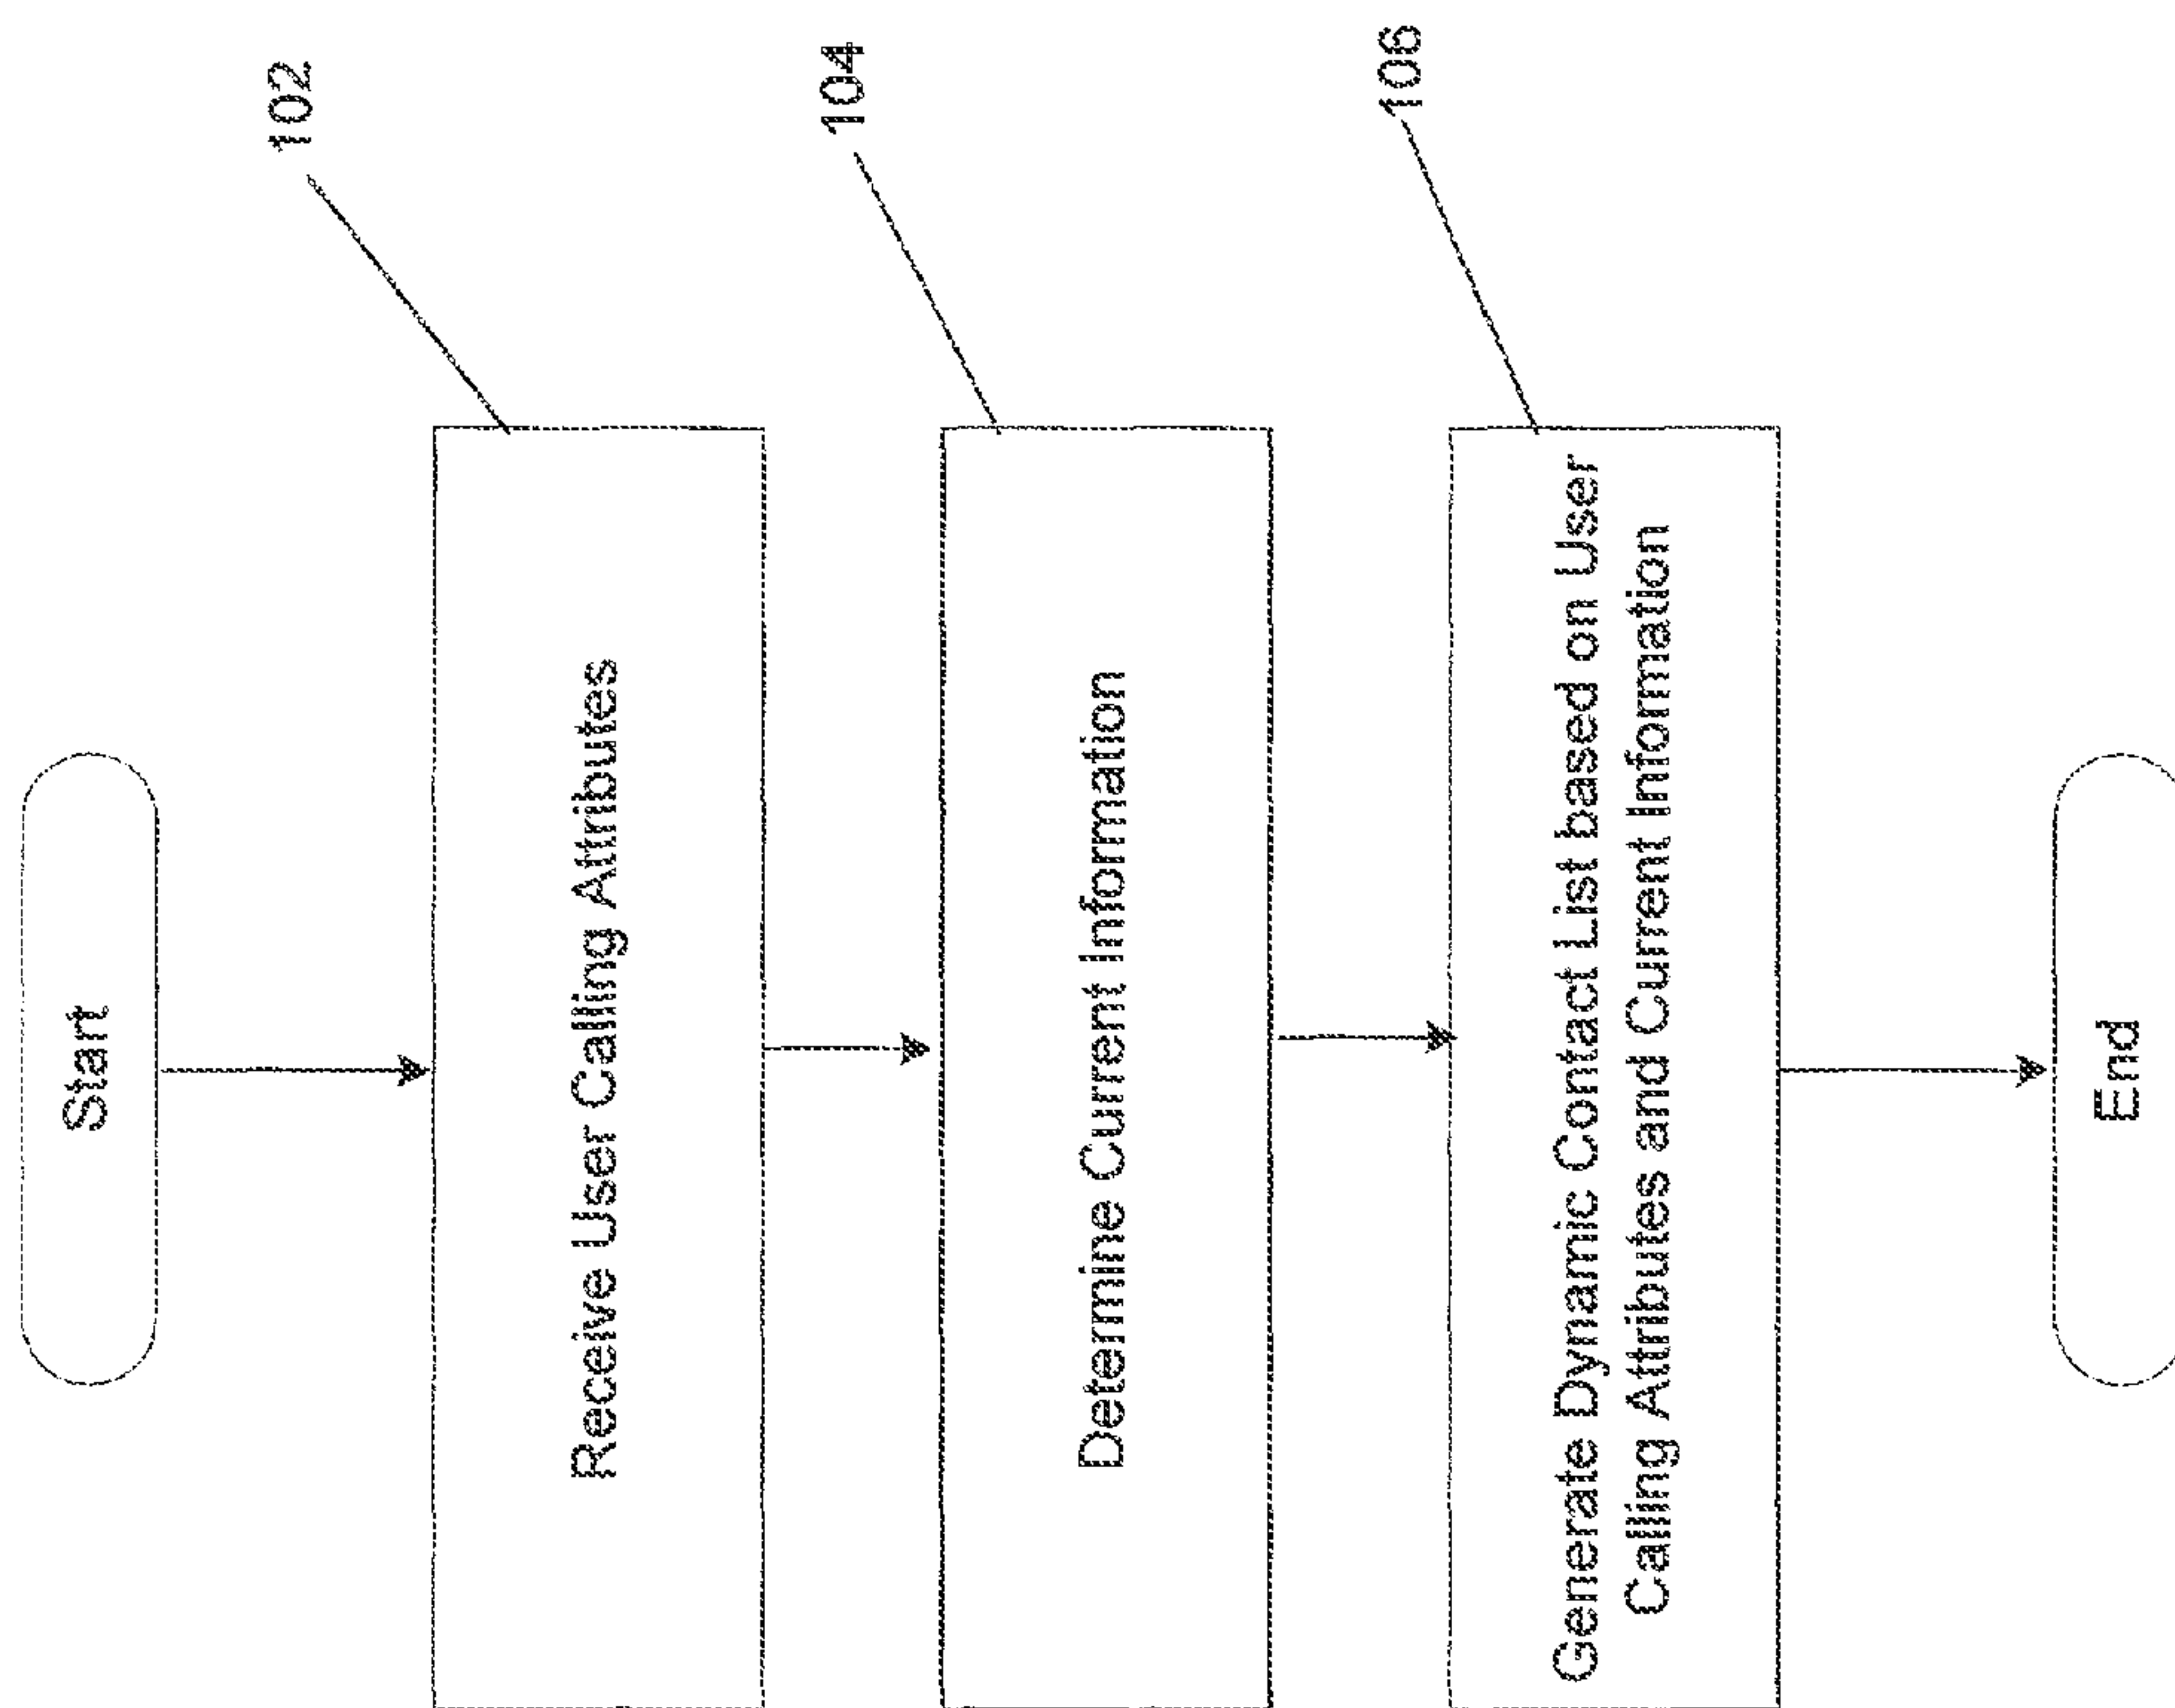 Start
102
Receive User Calling Attributes
104
Determine Current Information
106
Generate Dynamic Contact List based on User
Calling Attributes and Current Information
End